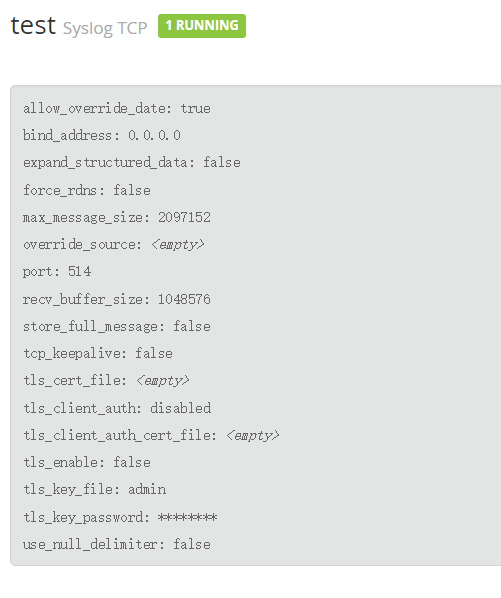 test Syslog TCP 1 RUNNING
allow_override_date: true
bind_address: 0.0.0.0
expand_structured_data: false
force_rdns: false
max_message_size: 2097152
override_source: <empty>
port: 514
recv_buffer_size: 1048576
store_full_message: false
tcp_keepalive: false
tls_cert_file: <empty>
tls_client_auth: disabled
tls_client_auth_cert_file: <empty>
tls_enable: false
tls_key_file: admin
tls_key_password: ********
use_null_delimiter: false